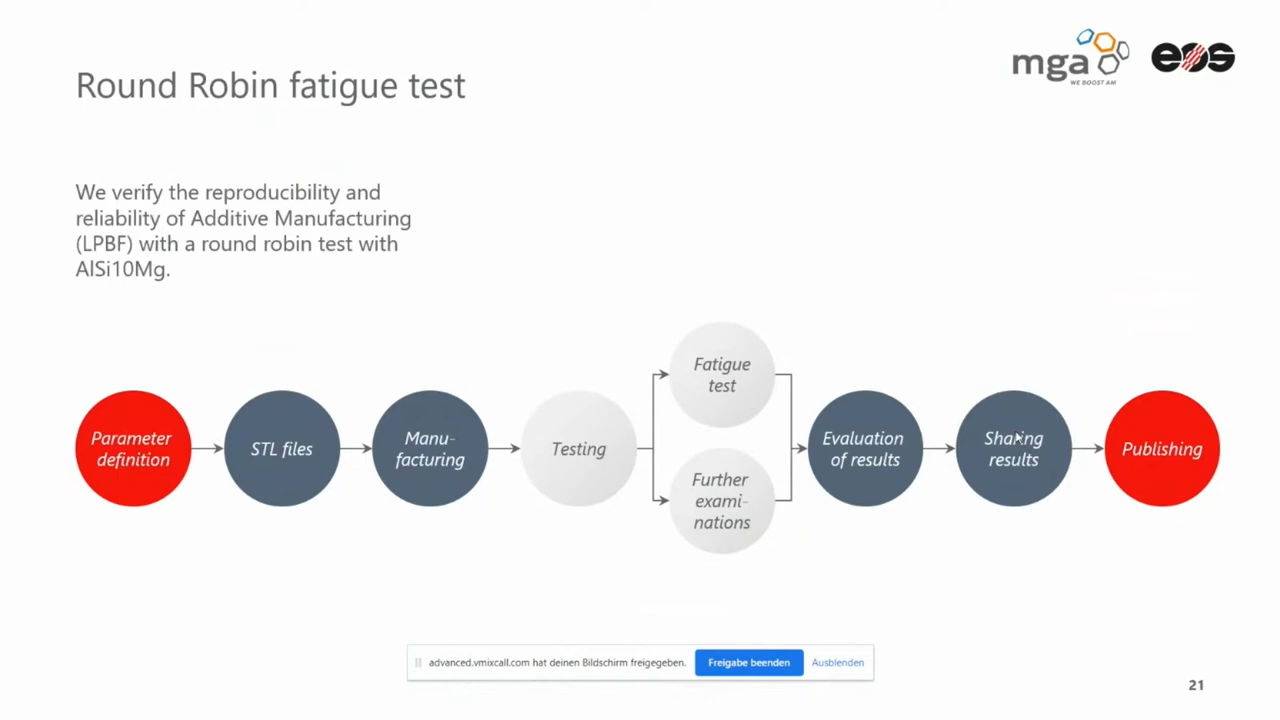 Round Robin fatigue test
mga
WE BOOST AM
eos
We verify the reproducibility and
reliability of Additive Manufacturing
(LPBF) with a round robin test with
AlSi10Mg.
Parameter
definition
STL files
Manu-
facturing
Testing
Fatigue
test
Further
exami-
nations
Evaluation
of results
Sharing
results
Publishing
advanced.vmixcall.com hat deinen Bildschirm freigegeben.
Freigabe beenden
Ausblenden
21